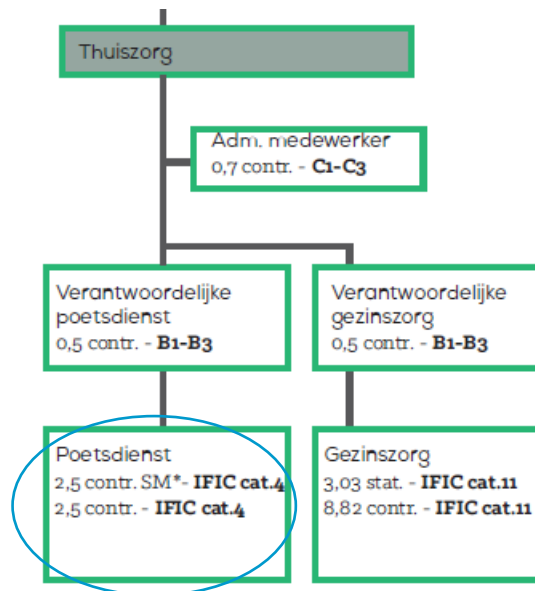 Thuiszorg
Adm. medewerker
0,7 contr. - C1-C3
Verantwoordelijke
poetsdienst
0,5 contr. - B1-B3
Verantwoordelijke
gezinszorg
0,5 contr. - B1-B3
Poetsdienst
2,5 contr. SM*- IFIC cat.4
2,5 contr. - IFIC cat.4
Gezinszorg
3,03 stat. - IFIC cat.11
8,82 contr. - IFIC cat.11